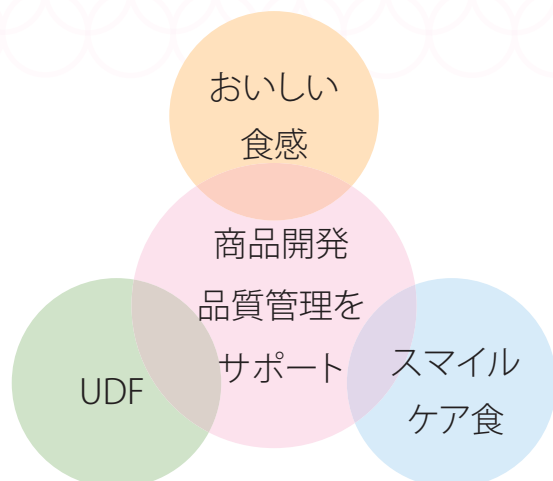 おいしい
食感
商品開発
品質管理を
サポート
UDF
スマイル
ケア食